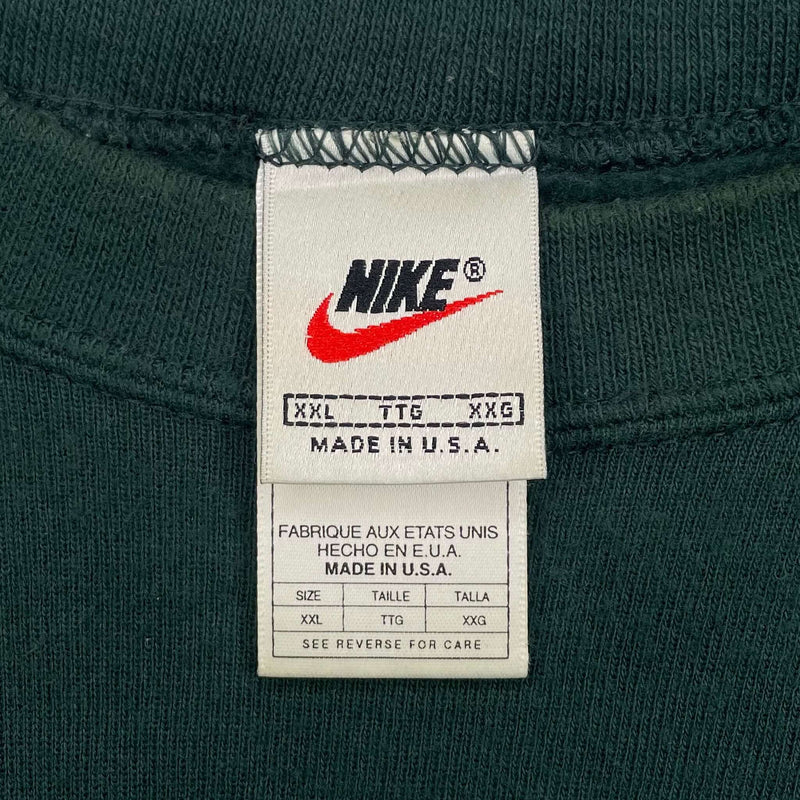 NIKE®
XXL TTG XXG
MADE IN U.S.A.
FABRIQUE AUX ETATS UNIS
HECHO EN E.U.A.
MADE IN U.S.A.
SIZE TAILLE TALLA
XXL TTG XXG
SEE REVERSE FOR CARE